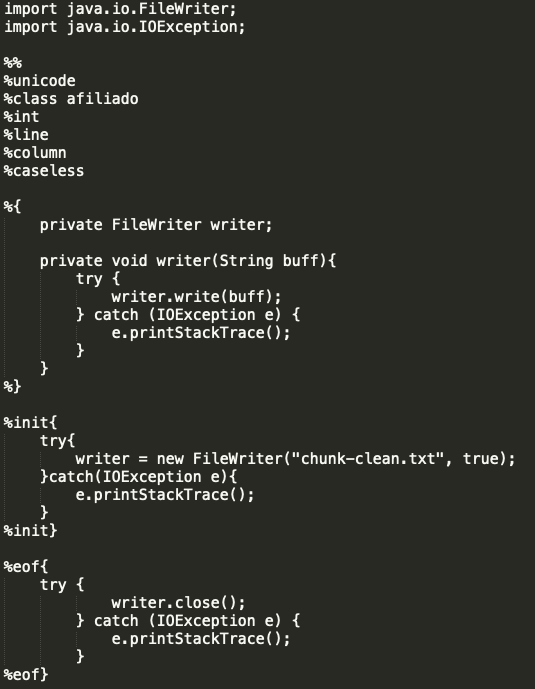 import java.io.FileWriter;
import java.io.IOException;

%%
%unicode
%class afiliado
%int
%line
%column
%caseless

%{
    private FileWriter writer;

    private void writer(String buff){
        try {
            writer.write(buff);
        } catch (IOException e) {
            e.printStackTrace();
        }
    }
%}

%init{
    try{
        writer = new FileWriter("chunk-clean.txt", true);
    }catch(IOException e){
        e.printStackTrace();
    }
%init}

%eof{
    try {
            writer.close();
        } catch (IOException e) {
            e.printStackTrace();
        }
%eof}